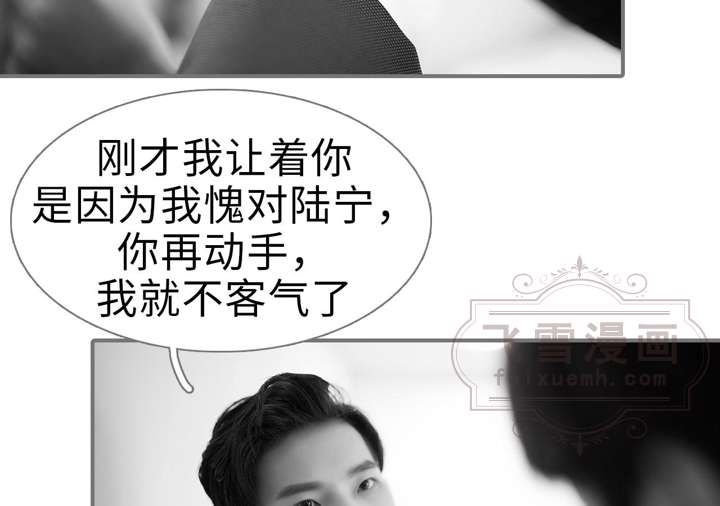 刚才我让着你
是因为我愧对陆宁，
你再动手，
我就不客气了
飞雪漫画
feixuemh.com